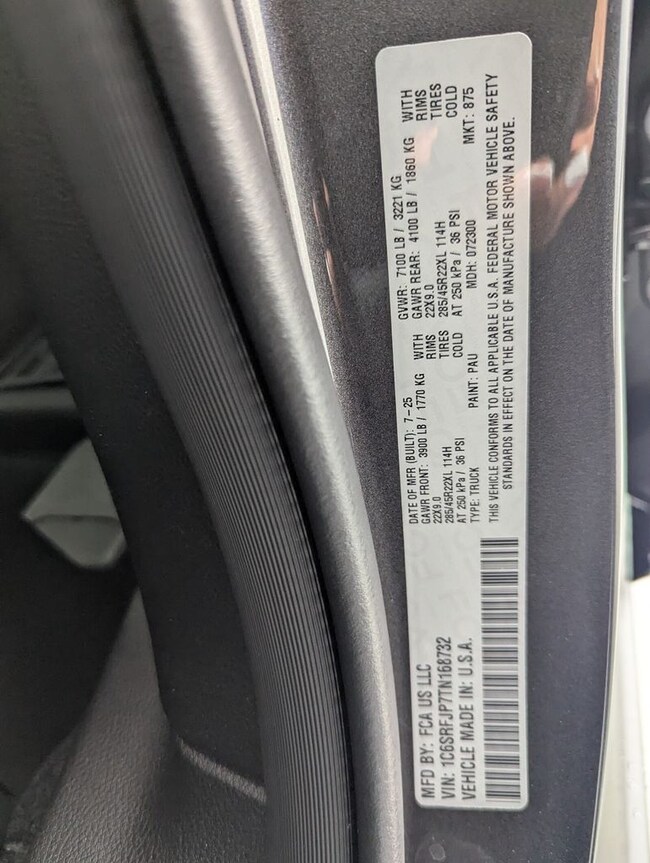 MFD BY: FCA US LLC
VIN: 1C6SRFJP7TN168732
VEHICLE MADE IN: U.S.A.
DATE OF MFR (BUILT): 7-25
GVWR: 7100 LB / 3221 KG
GAWR FRONT: 3900 LB / 1770 KG WITH
GAWR REAR: 4100 LB / 1860 KG WITH
22X9.0 RIMS
22X9.0 RIMS
285/45R22XL 114H TIRES
285/45R22XL 114H TIRES
AT 250 kPa / 36 PSI COLD
AT 250 kPa / 36 PSI COLD
TYPE: TRUCK PAINT: PAU MDH: 072300 MKT: 875
THIS VEHICLE CONFORMS TO ALL APPLICABLE U.S.A. FEDERAL MOTOR VEHICLE SAFETY
STANDARDS IN EFFECT ON THE DATE OF MANUFACTURE SHOWN ABOVE.